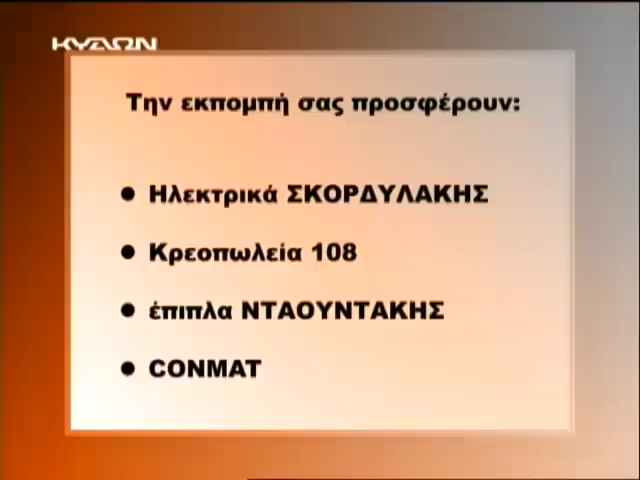 ΚΥΔΩΝ
Την εκπομπή σας προσφέρουν:
• Ηλεκτρικά ΣΚΟΡΔΥΛΑΚΗΣ
• Κρεοπωλεία 108
• έπιπλα ΝΤΑΟΥΝΤΑΚΗΣ
• CONMAT